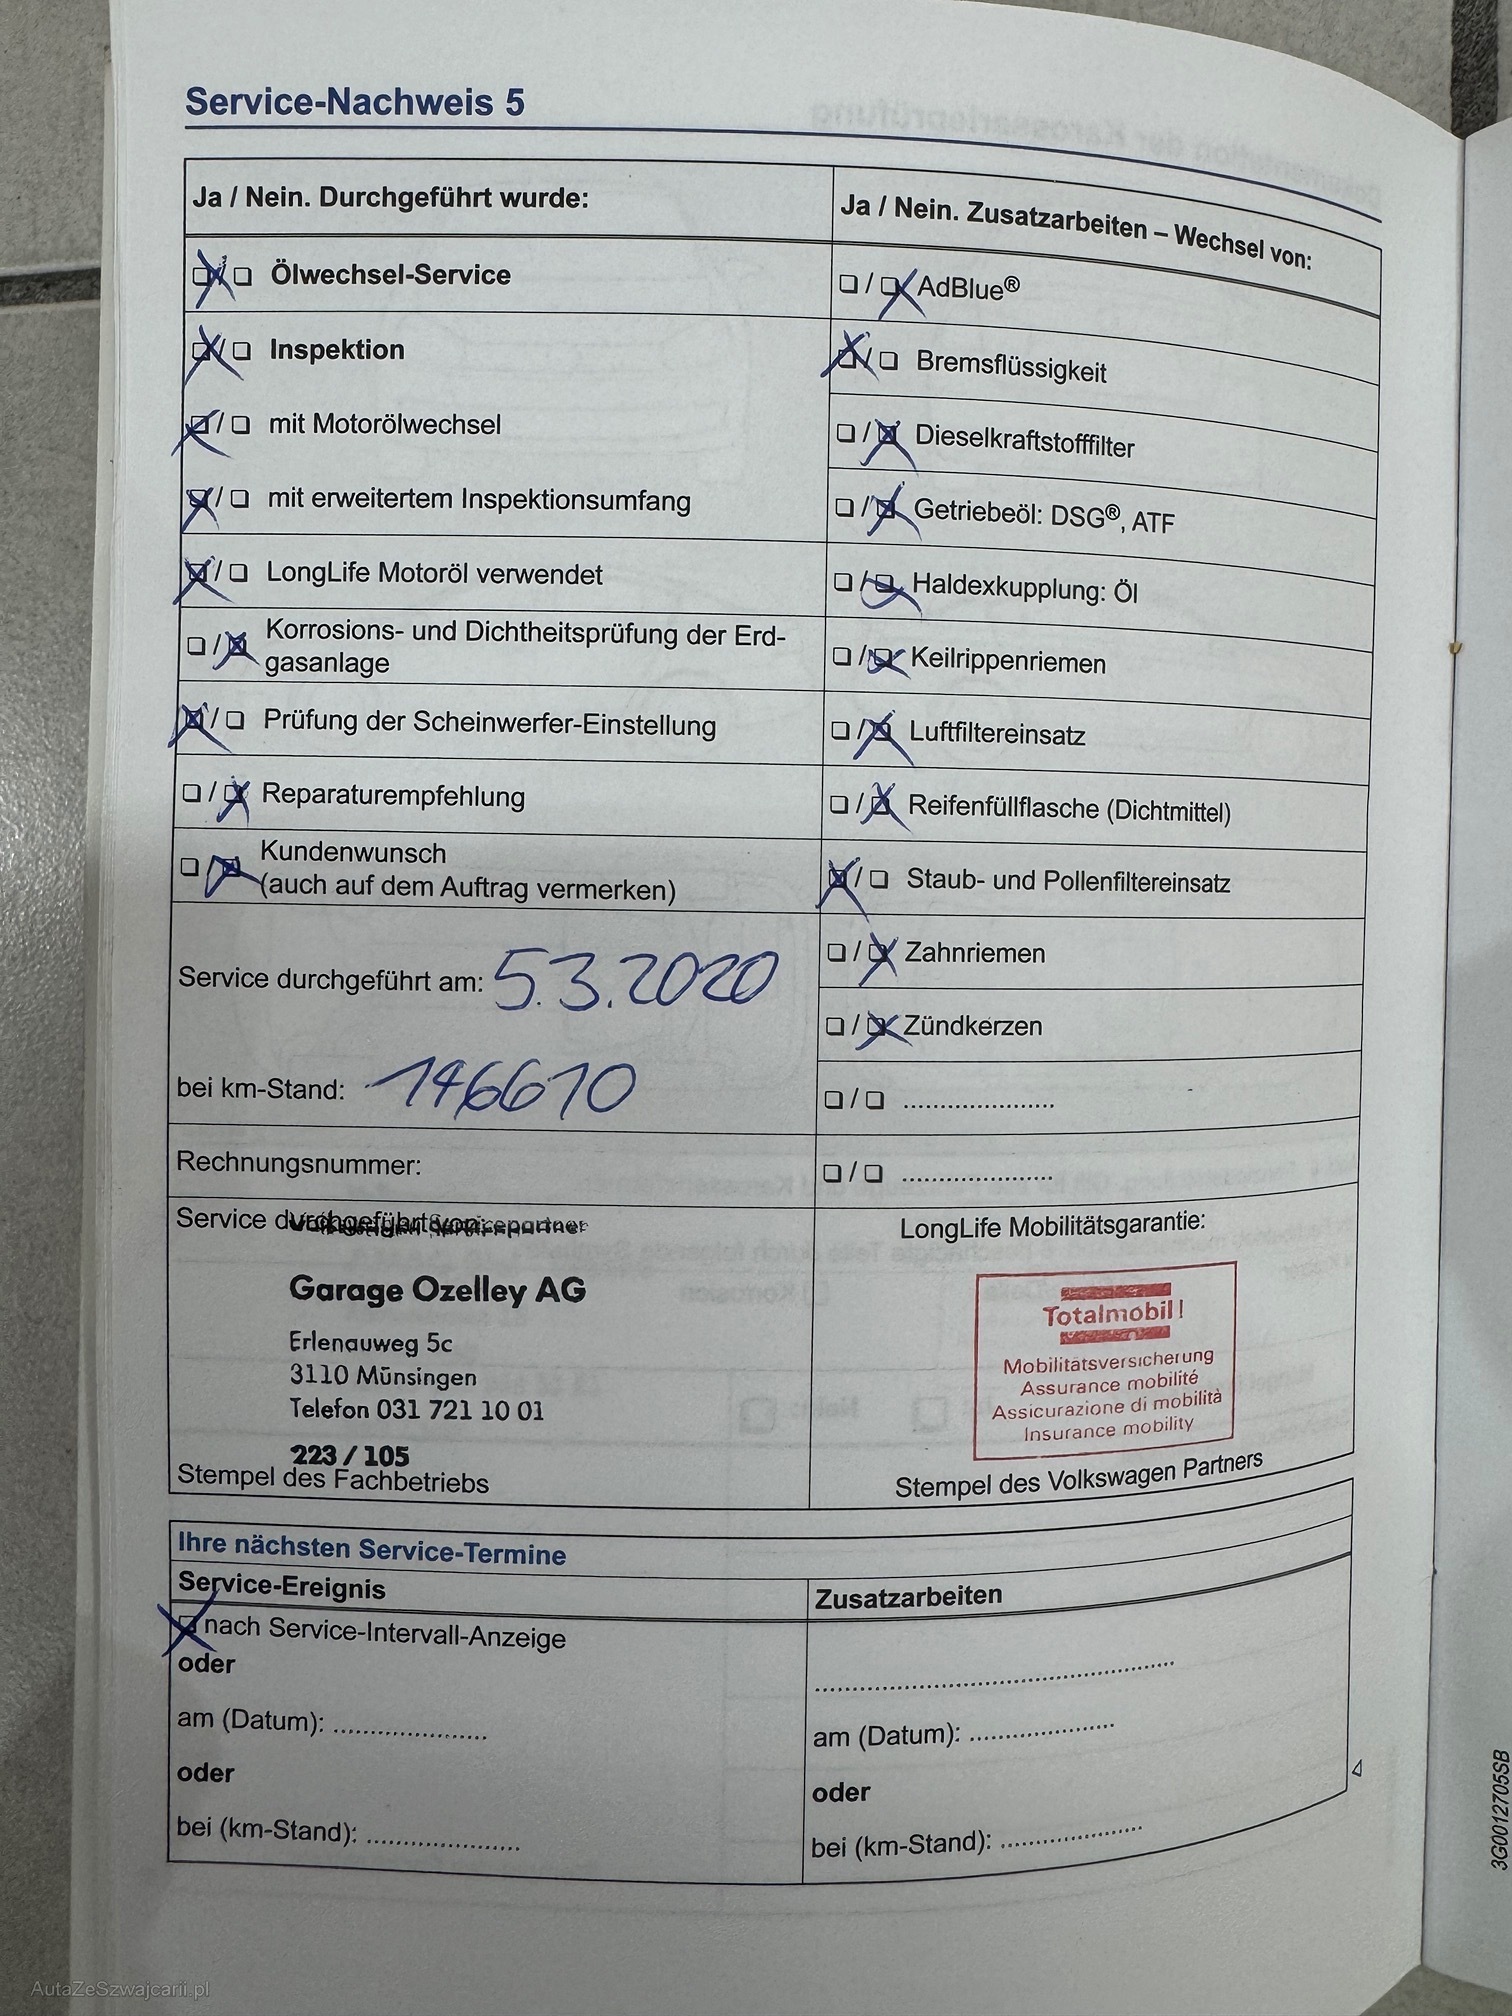 Service-Nachweis 5
Ja / Nein. Durchgeführt wurde:
Ölwechsel-Service
Inspektion
mit Motorölwechsel
mit erweitertem Inspektionsumfang
LongLife Motoröl verwendet
Korrosions- und Dichtheitsprüfung der Erd-
gasanlage
Prüfung der Scheinwerfer-Einstellung
Reparaturempfehlung
Kundenwunsch
(auch auf dem Auftrag vermerken)
Service durchgeführt am: 5.3.2020
bei km-Stand: 146610
Rechnungsnummer:
Service durchgeführt von:
Garage Ozelley AG
Erlenauweg 5c
3110 Münsingen
Telefon 031 721 10 01
223 / 105
Stempel des Fachbetriebs
Ja / Nein. Zusatzarbeiten – Wechsel von:
AdBlue®
Bremsflüssigkeit
Dieselkraftstofffilter
Getriebeöl: DSG®, ATF
Haldexkupplung: Öl
Keilrippenriemen
Luftfiltereinsatz
Reifenfüllflasche (Dichtmittel)
Staub- und Pollenfiltereinsatz
Zahnriemen
Zündkerzen
LongLife Mobilitätsgarantie:
Totalmobil!
Mobilitätsversicherung
Assurance mobilité
Assicurazione di mobilità
Insurance mobility
Stempel des Volkswagen Partners
Ihre nächsten Service-Termine
Service-Ereignis
nach Service-Intervall-Anzeige
oder
am (Datum): ....................
oder
bei (km-Stand): ....................
Zusatzarbeiten
..............................................
am (Datum): ....................
oder
bei (km-Stand): ....................
3G0012705SB
AutaZeSzwajcarii.pl